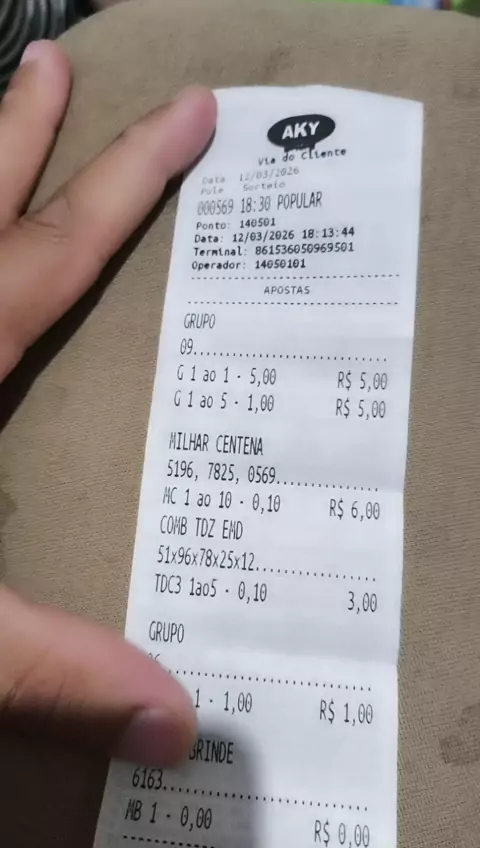 AKY
Via do Cliente
Data 12/03/2026
Pule Sorteio
000569 18:30 POPULAR
Ponto: 140501
Data: 12/03/2026 18:13:44
Terminal: 861536050969501
Operador: 14050101
APOSTAS
GRUPO
09
G 1 ao 1 - 5,00 R$ 5,00
G 1 ao 5 - 1,00 R$ 5,00
MILHAR CENTENA
5196, 7825, 0569
MC 1 ao 10 - 0,10 R$ 6,00
COMB TDZ EMD
51x96x78x25x12
TDC3 1ao5 - 0,10 3,00
GRUPO
1 - 1,00 R$ 1,00
BRINDE
6163
MB 1 - 0,00 R$ 0,00